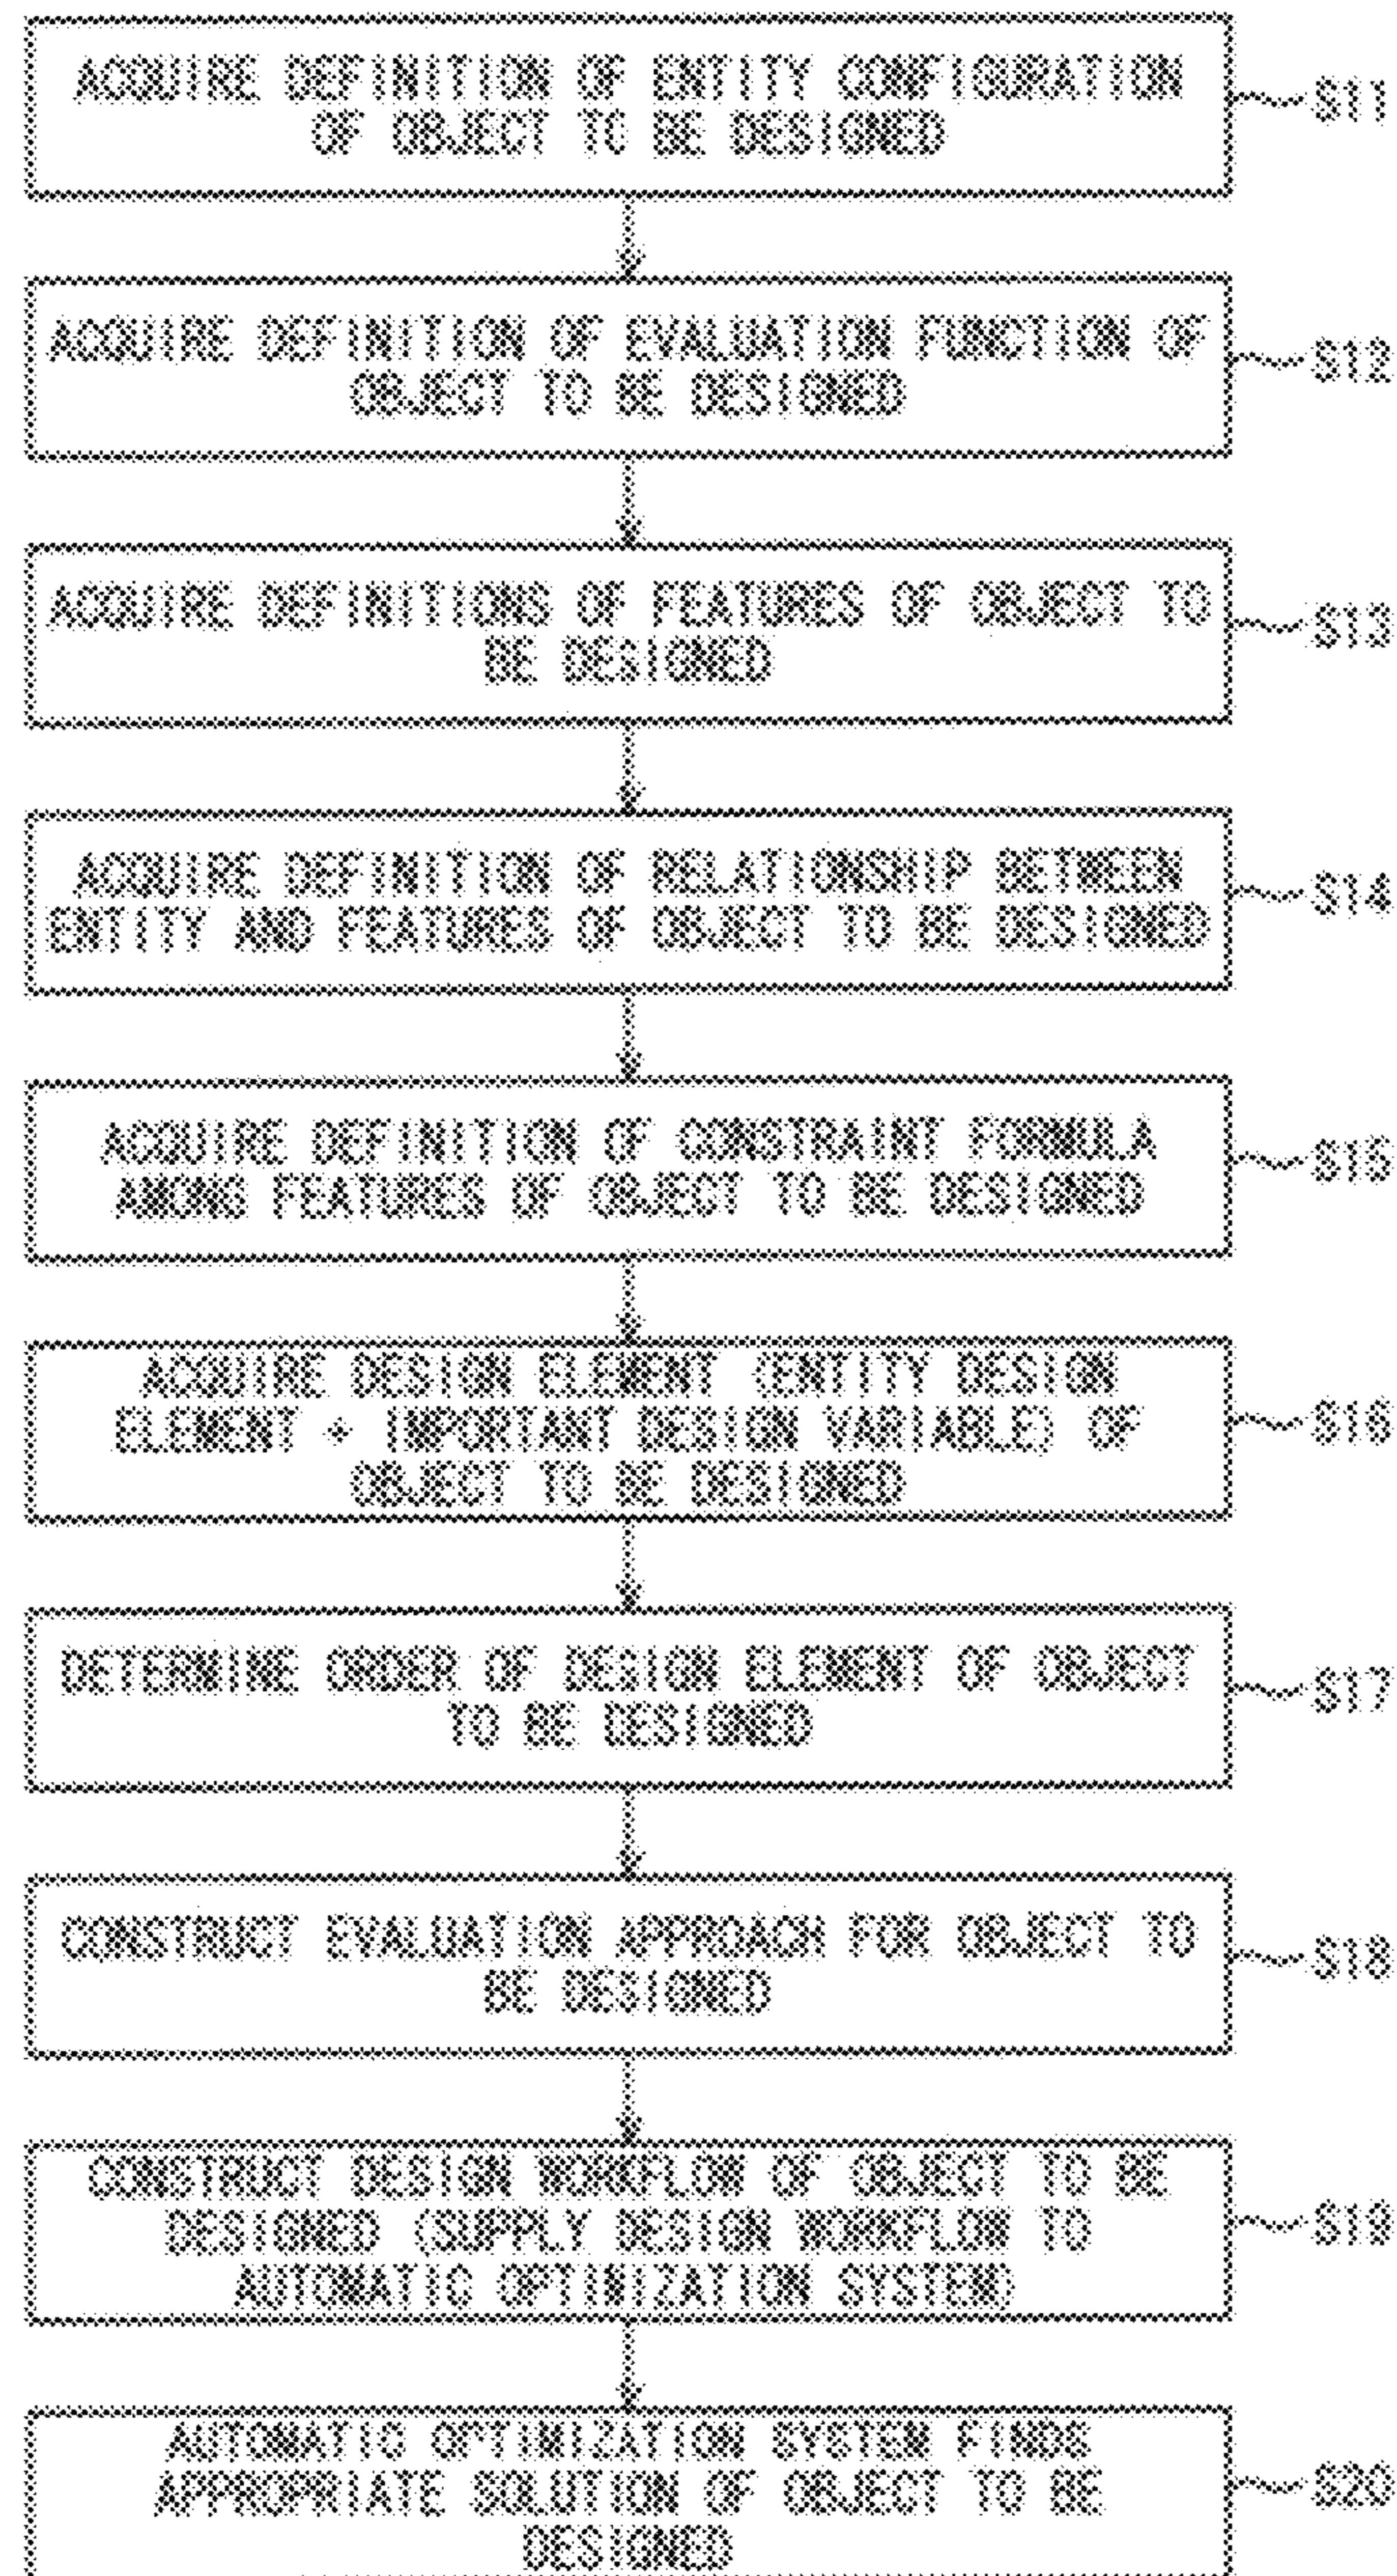 ACQUIRE DEFINITION OF ENTITY CONFIGURATION
OF OBJECT TO BE DESIGNED
S11
ACQUIRE DEFINITION OF EVALUATION FUNCTION OF
OBJECT TO BE DESIGNED
S12
ACQUIRE DEFINITIONS OF FEATURES OF OBJECT TO
BE DESIGNED
S13
ACQUIRE DEFINITION OF RELATIONSHIP BETWEEN
ENTITY AND FEATURES OF OBJECT TO BE DESIGNED
S14
ACQUIRE DEFINITION OF CONSTRAINT FORMULA
AMONG FEATURES OF OBJECT TO BE DESIGNED
S15
ACQUIRE DESIGN ELEMENT (ENTITY DESIGN
ELEMENT + IMPORTANT DESIGN VARIABLE) OF
OBJECT TO BE DESIGNED
S16
DETERMINE ORDER OF DESIGN ELEMENT OF OBJECT
TO BE DESIGNED
S17
CONSTRUCT EVALUATION APPROACH FOR OBJECT TO
BE DESIGNED
S18
CONSTRUCT DESIGN WORKFLOW OF OBJECT TO BE
DESIGNED (SUPPLY DESIGN WORKFLOW TO
AUTOMATIC OPTIMIZATION SYSTEM)
S19
AUTOMATIC OPTIMIZATION SYSTEM FINDS
APPROPRIATE SOLUTION OF OBJECT TO BE
DESIGNED
S20